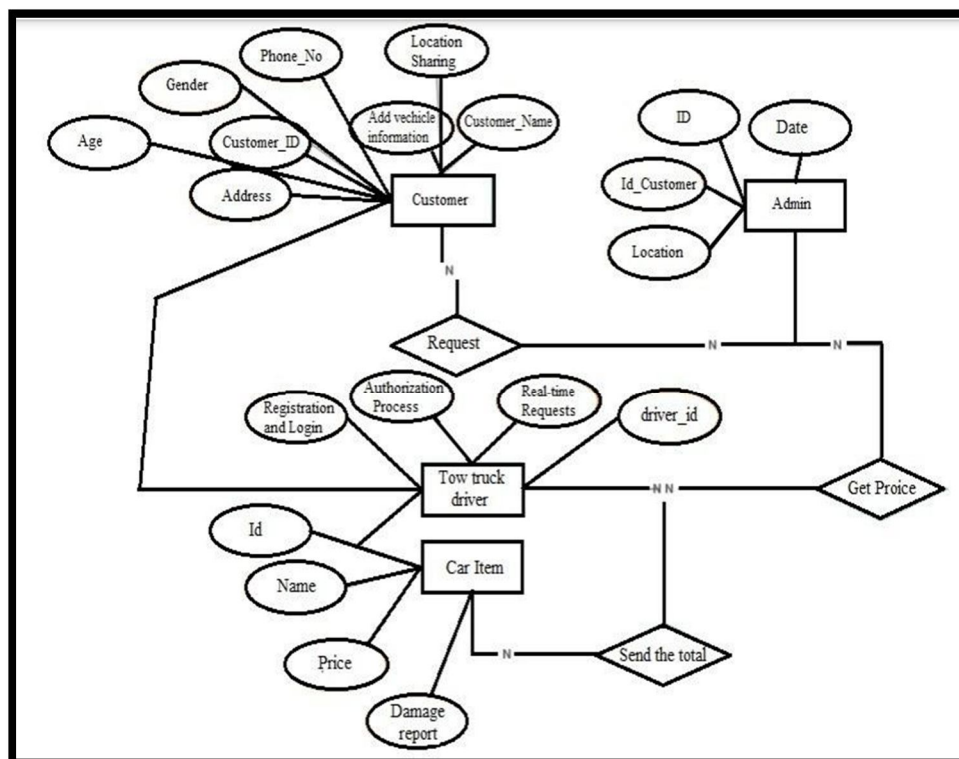 Location
Sharing
Phone_No
Gender
Add vechicle
information
Customer_Name
ID
Date
Age
Customer_ID
Address
Customer
Id_Customer
Admin
Location
N
Request
N
N
Authorization
Process
Real-time
Requests
Registration
and Login
driver_id
Tow truck
driver
N N
Get Proice
Id
Car Item
Name
Price
N
Send the total
Damage
report